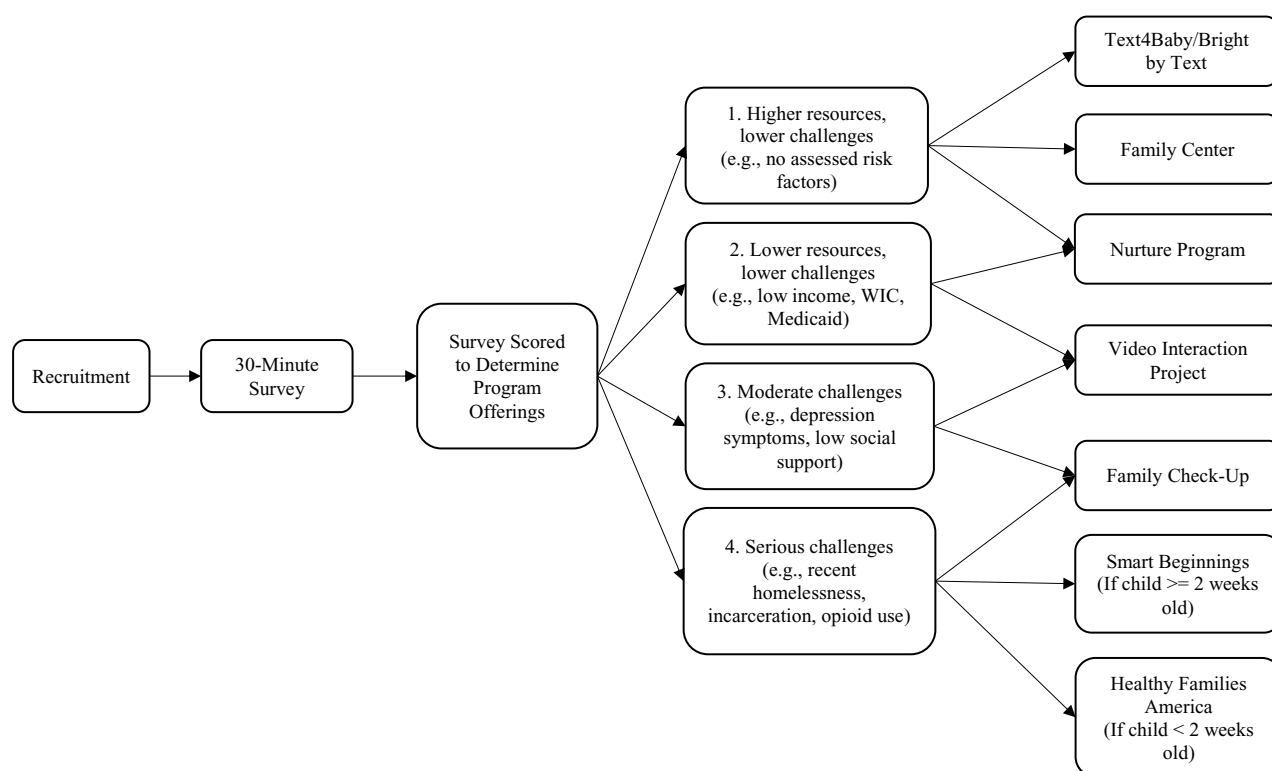 Recruitment
30-Minute
Survey
Survey Scored
to Determine
Program
Offerings
1. Higher resources,
lower challenges
(e.g., no assessed risk
factors)
2. Lower resources,
lower challenges
(e.g., low income, WIC,
Medicaid)
3. Moderate challenges
(e.g., depression
symptoms, low social
support)
4. Serious challenges
(e.g., recent
homelessness,
incarceration, opioid use)
Text4Baby/Bright
by Text
Family Center
Nurture Program
Video Interaction
Project
Family Check-Up
Smart Beginnings
(If child >= 2 weeks
old)
Healthy Families
America
(If child < 2 weeks
old)